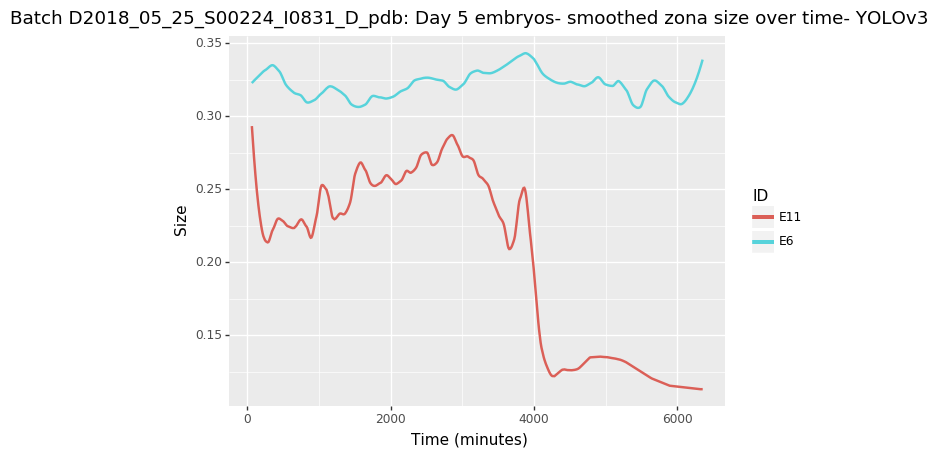 Batch D2018_05_25_S00224_I0831_D_pdb: Day 5 embryos- smoothed zona size over time- YOLOv3
0.35
0.30
0.25
0.20
0.15
Size
0
2000
4000
6000
Time (minutes)
ID
E11
E6